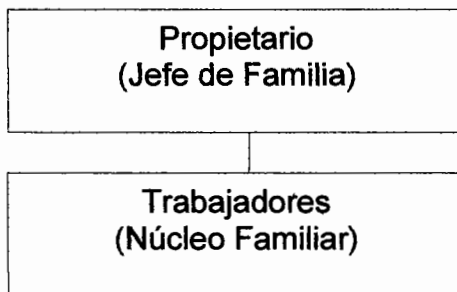 Propietario
(Jefe de Familia)
Trabajadores
(Núcleo Familiar)